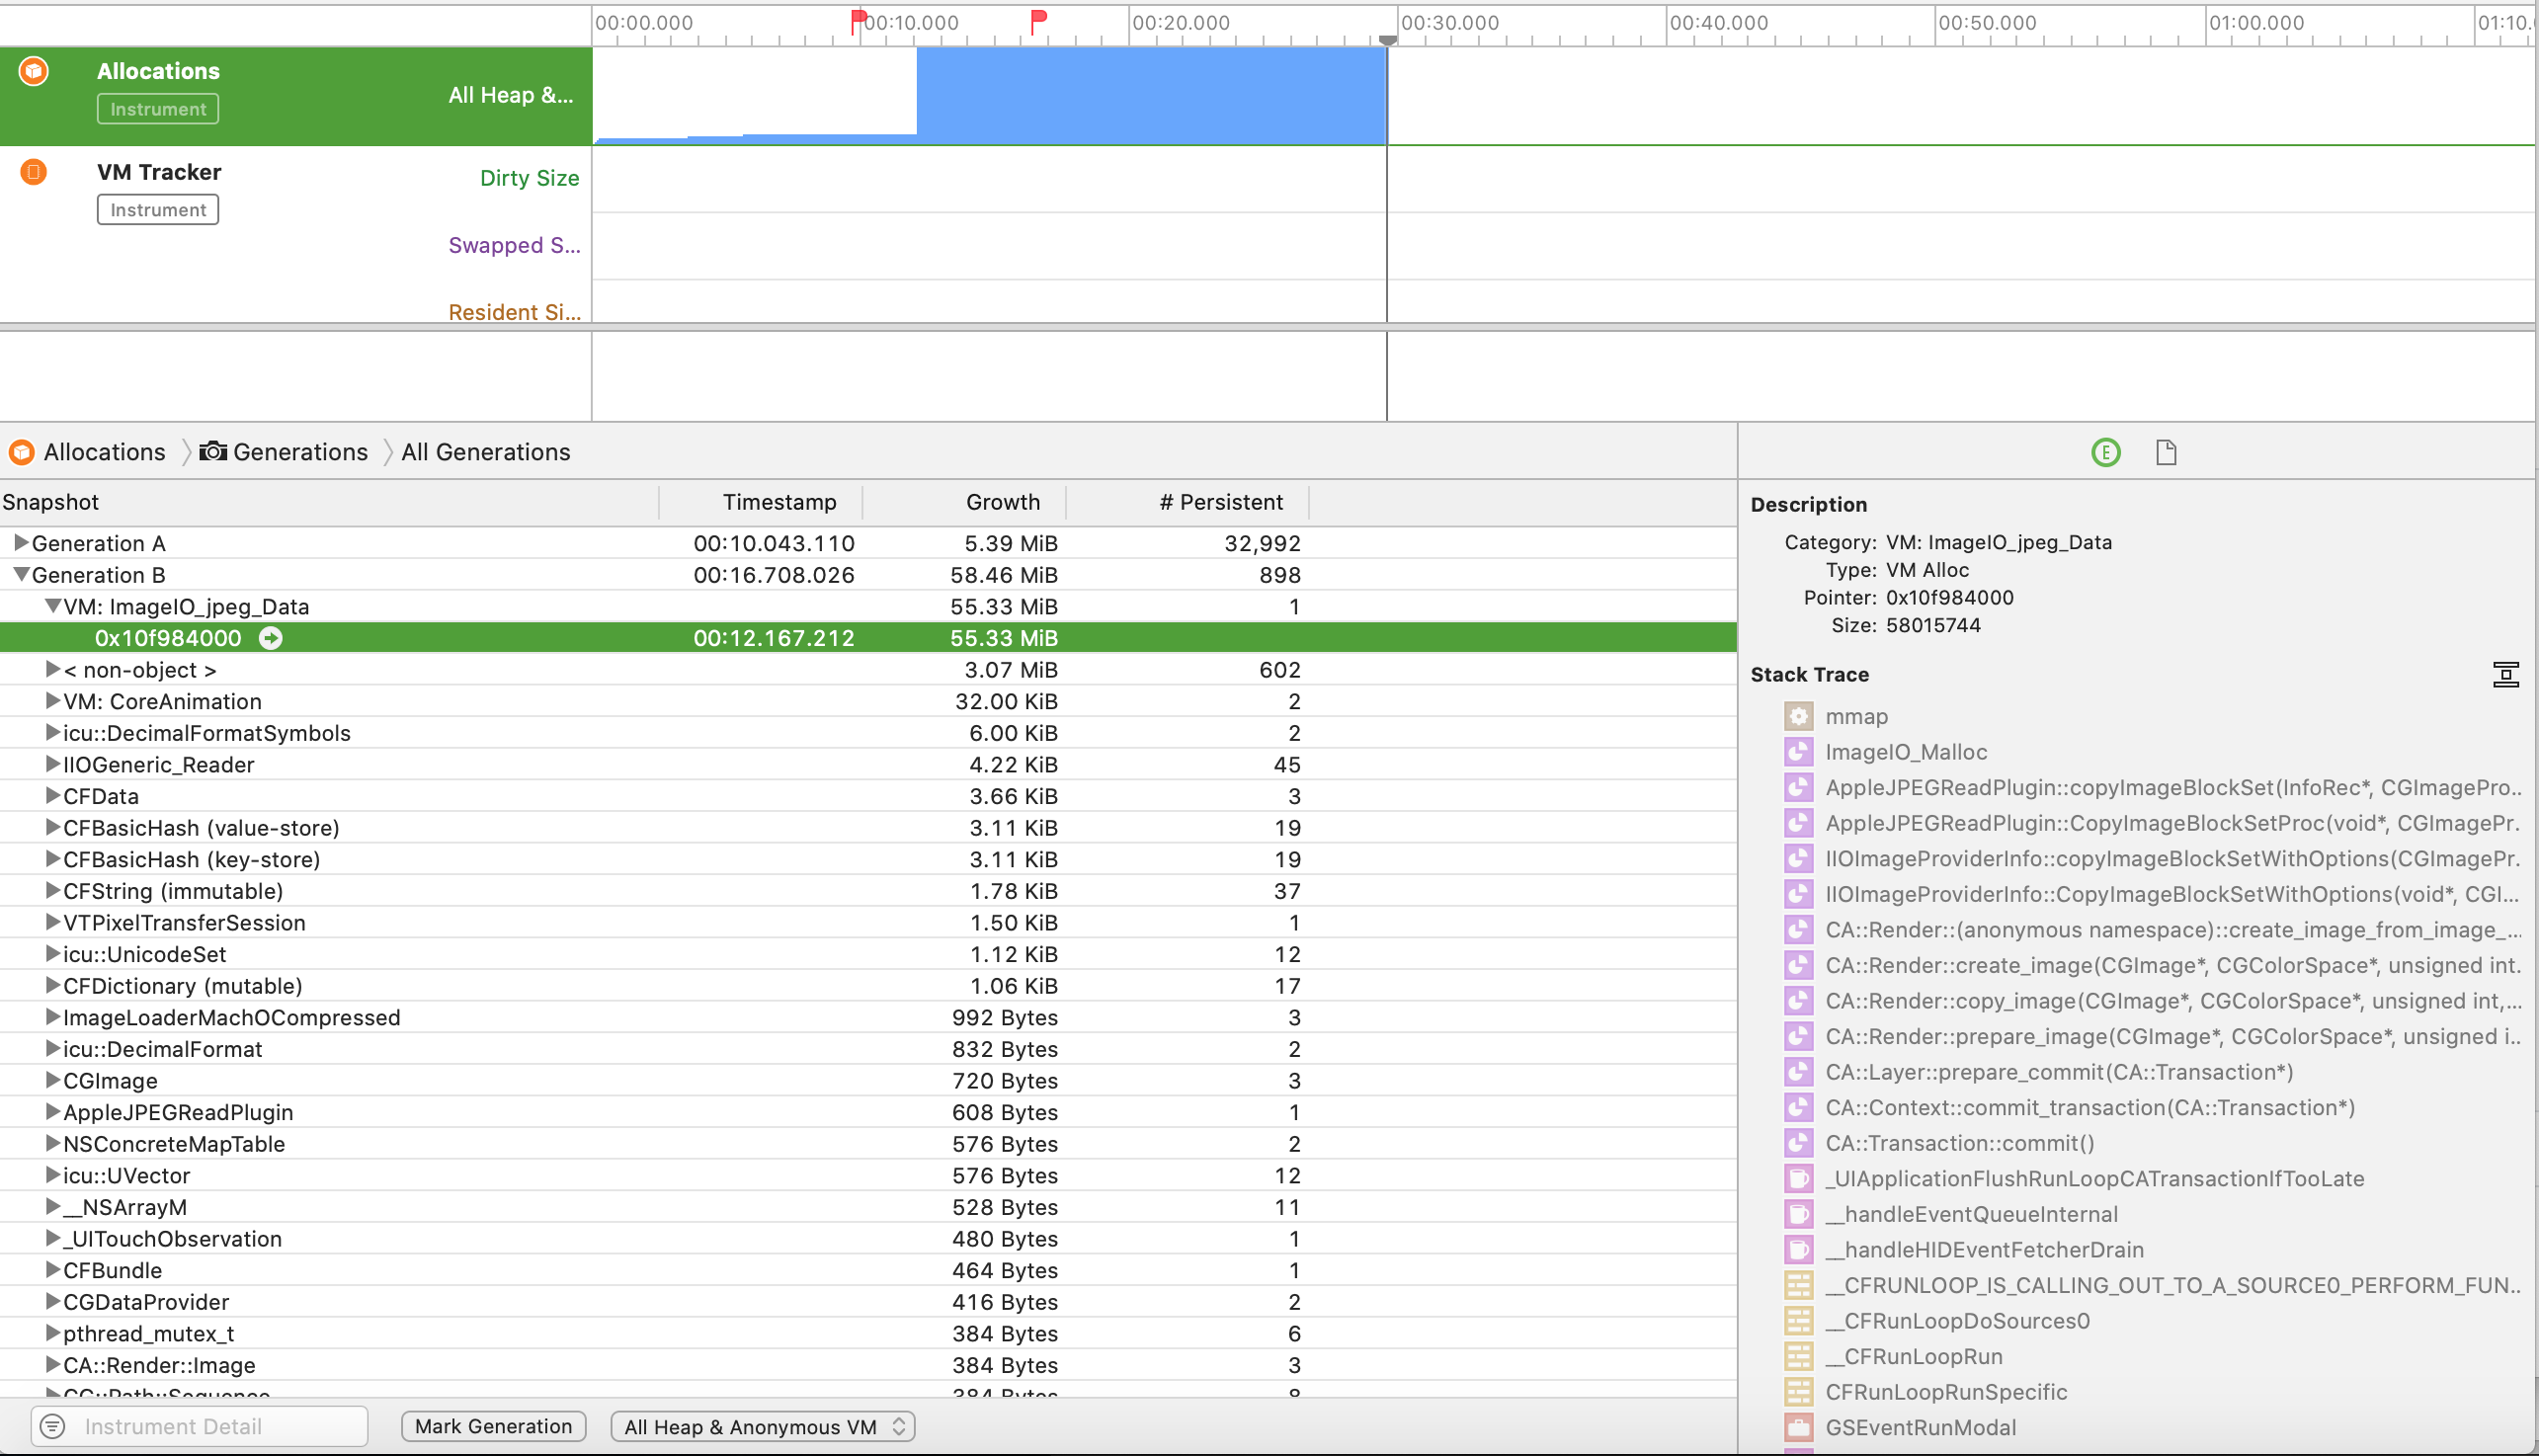 00:00.000 00:10.000 00:20.000 00:30.000 00:40.000 00:50.000 01:00.000 01:10.
Allocations
Instrument
All Heap &...
VM Tracker
Instrument
Dirty Size
Swapped S...
Resident Si...
Allocations Generations All Generations
Snapshot Timestamp Growth # Persistent
Generation A 00:10.043.110 5.39 MiB 32,992
Generation B 00:16.708.026 58.46 MiB 898
VM: ImageIO_jpeg_Data 55.33 MiB 1
0x10f984000 00:12.167.212 55.33 MiB
< non-object > 3.07 MiB 602
VM: CoreAnimation 32.00 KiB 2
icu::DecimalFormatSymbols 6.00 KiB 2
IIOGeneric_Reader 4.22 KiB 45
CFData 3.66 KiB 3
CFBasicHash (value-store) 3.11 KiB 19
CFBasicHash (key-store) 3.11 KiB 19
CFString (immutable) 1.78 KiB 37
VTPixelTransferSession 1.50 KiB 1
icu::UnicodeSet 1.12 KiB 12
CFDictionary (mutable) 1.06 KiB 17
ImageLoaderMachOCompressed 992 Bytes 3
icu::DecimalFormat 832 Bytes 2
CGImage 720 Bytes 3
AppleJPEGReadPlugin 608 Bytes 1
NSConcreteMapTable 576 Bytes 2
icu::UVector 576 Bytes 12
__NSArrayM 528 Bytes 11
_UITouchObservation 480 Bytes 1
CFBundle 464 Bytes 1
CGDataProvider 416 Bytes 2
pthread_mutex_t 384 Bytes 6
CA::Render::Image 384 Bytes 3
CG::Path::Sequence 384 Bytes 8
Instrument Detail Mark Generation All Heap & Anonymous VM
E
Description
Category: VM: ImageIO_jpeg_Data
Type: VM Alloc
Pointer: 0x10f984000
Size: 58015744
Stack Trace
mmap
ImageIO_Malloc
AppleJPEGReadPlugin::copyImageBlockSet(InfoRec*, CGImagePro..
AppleJPEGReadPlugin::CopyImageBlockSetProc(void*, CGImagePr.
IIOImageProviderInfo::copyImageBlockSetWithOptions(CGImagePr.
IIOImageProviderInfo::CopyImageBlockSetWithOptions(void*, CGI...
CA::Render::(anonymous namespace)::create_image_from_image_...
CA::Render::create_image(CGImage*, CGColorSpace*, unsigned int.
CA::Render::copy_image(CGImage*, CGColorSpace*, unsigned int,...
CA::Render::prepare_image(CGImage*, CGColorSpace*, unsigned i..
CA::Layer::prepare_commit(CA::Transaction*)
CA::Context::commit_transaction(CA::Transaction*)
CA::Transaction::commit()
_UIApplicationFlushRunLoopCATransactionIfTooLate
__handleEventQueueInternal
__handleHIDEventFetcherDrain
__CFRUNLOOP_IS_CALLING_OUT_TO_A_SOURCE0_PERFORM_FUN..
__CFRunLoopDoSources0
__CFRunLoopRun
CFRunLoopRunSpecific
GSEventRunModal